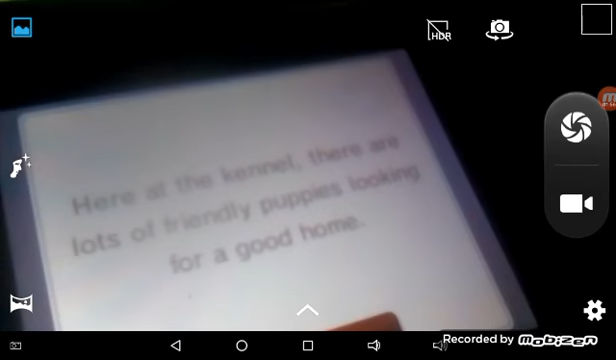 HDR
Here at the kennel, there are
lots of friendly puppies looking
for a good home.
Recorded by Mobizen